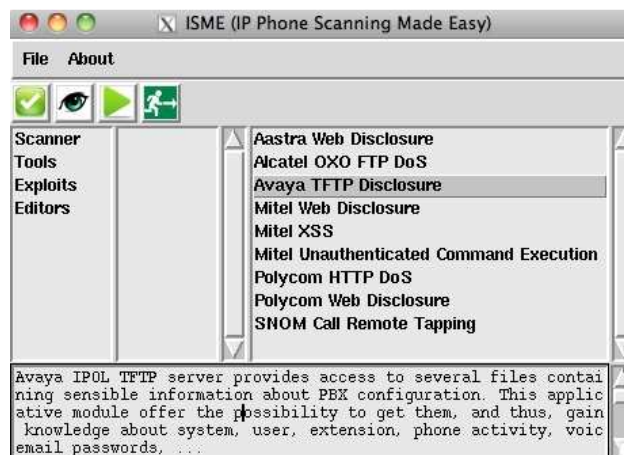 ISME (IP Phone Scanning Made Easy)
File About
Scanner
Tools
Exploits
Editors
Aastra Web Disclosure
Alcatel OXO FTP DoS
Avaya TFTP Disclosure
Mitel Web Disclosure
Mitel XSS
Mitel Unauthenticated Command Execution
Polycom HTTP DoS
Polycom Web Disclosure
SNOM Call Remote Tapping
Avaya IPOL TFTP server provides access to several files contai
ning sensible information about PBX configuration. This applic
ative module offer the possibility to get them, and thus, gain
knowledge about system, user, extension, phone activity, voic
email passwords, ...